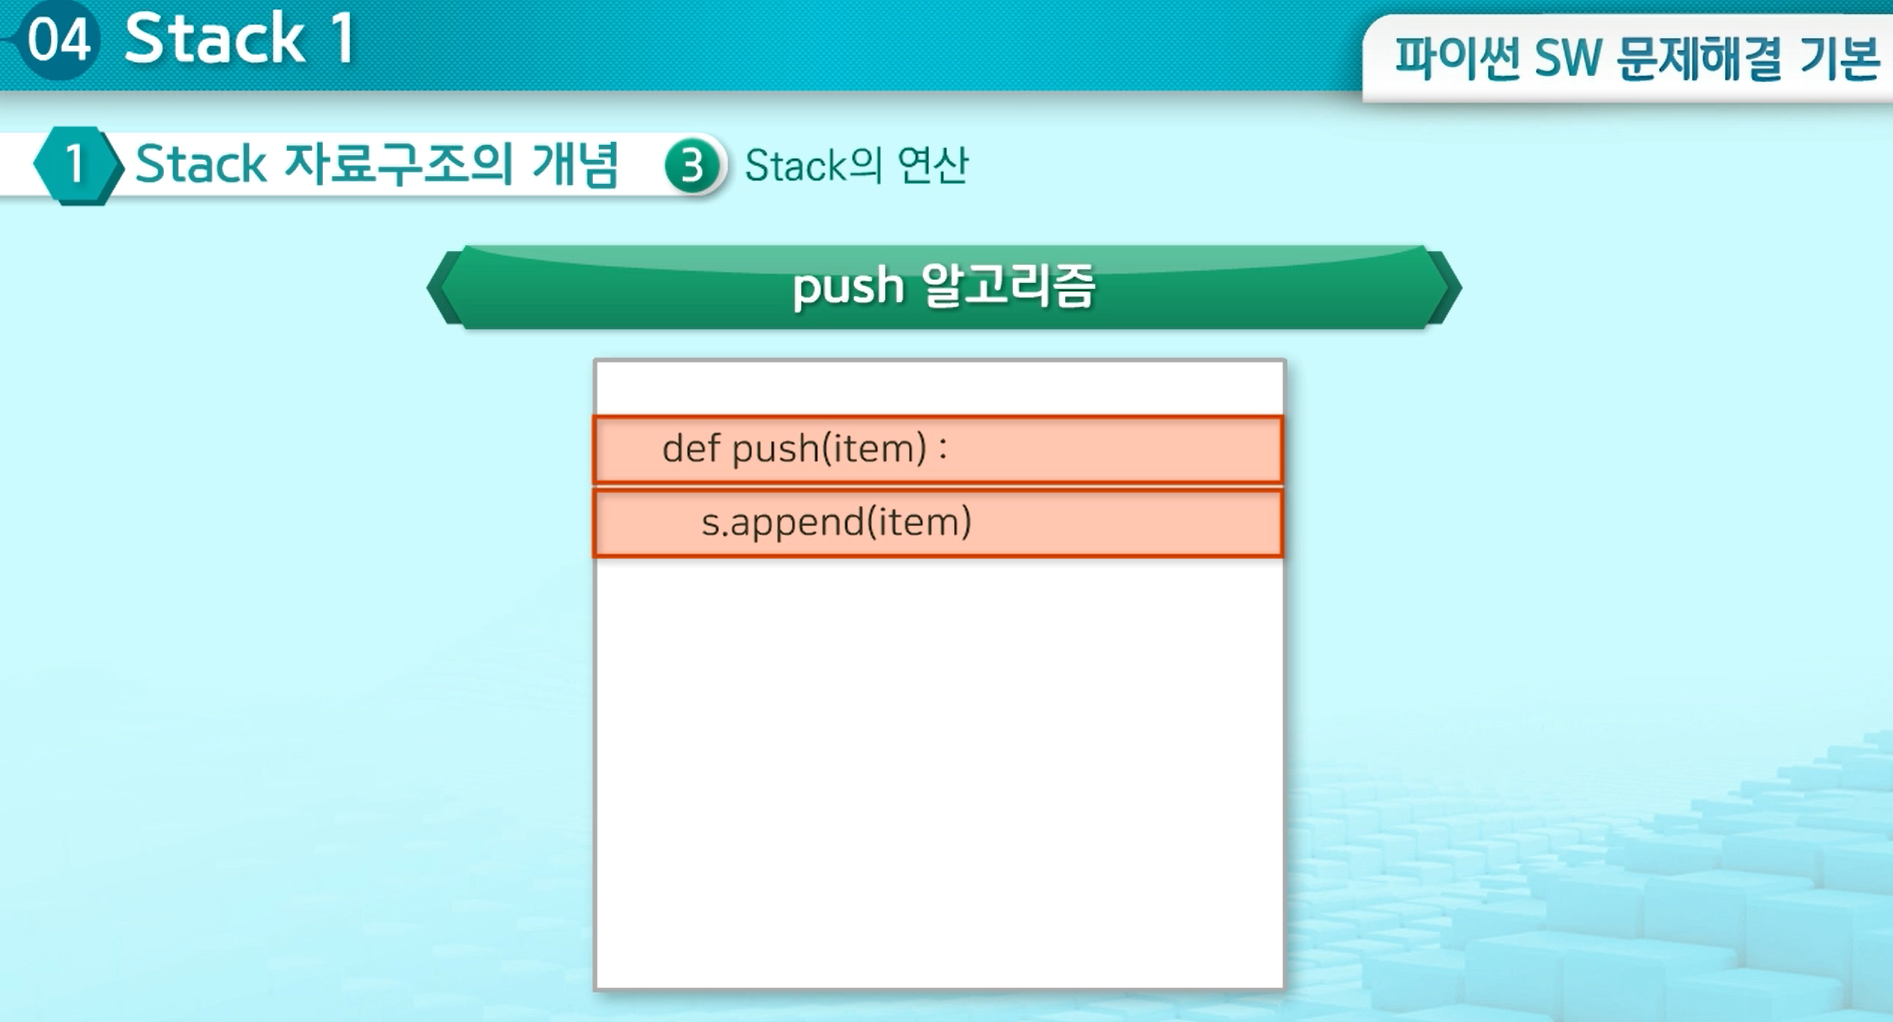 04 Stack 1
파이썬 SW 문제해결 기본
1 Stack 자료구조의 개념 3 Stack의 연산
push 알고리즘
def push(item) :
s.append(item)